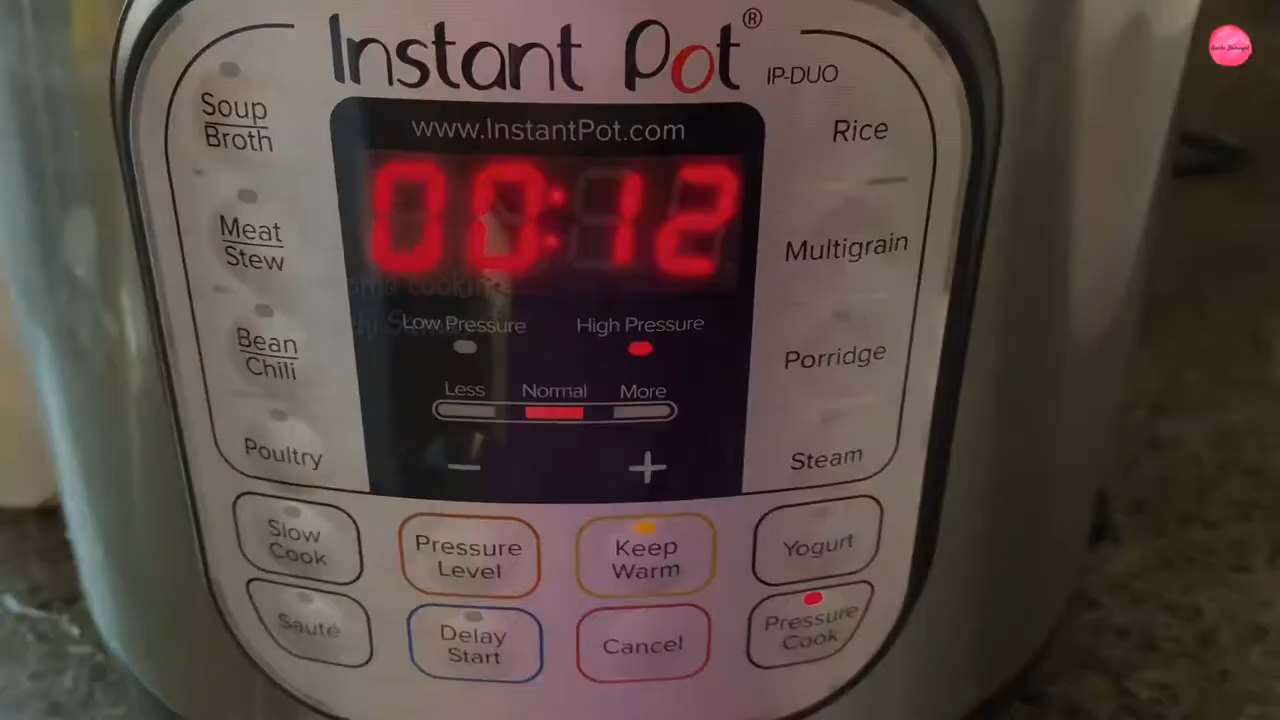 Instant Pot®
IP-DUO
www.InstantPot.com
00:12
Low Pressure
High Pressure
Less
Normal
More
−
+
Soup
Broth
Meat
Stew
Bean
Chili
Poultry
Rice
Multigrain
Porridge
Steam
Slow
Cook
Pressure
Level
Keep
Warm
Yogurt
Sauté
Delay
Start
Cancel
Pressure
Cook